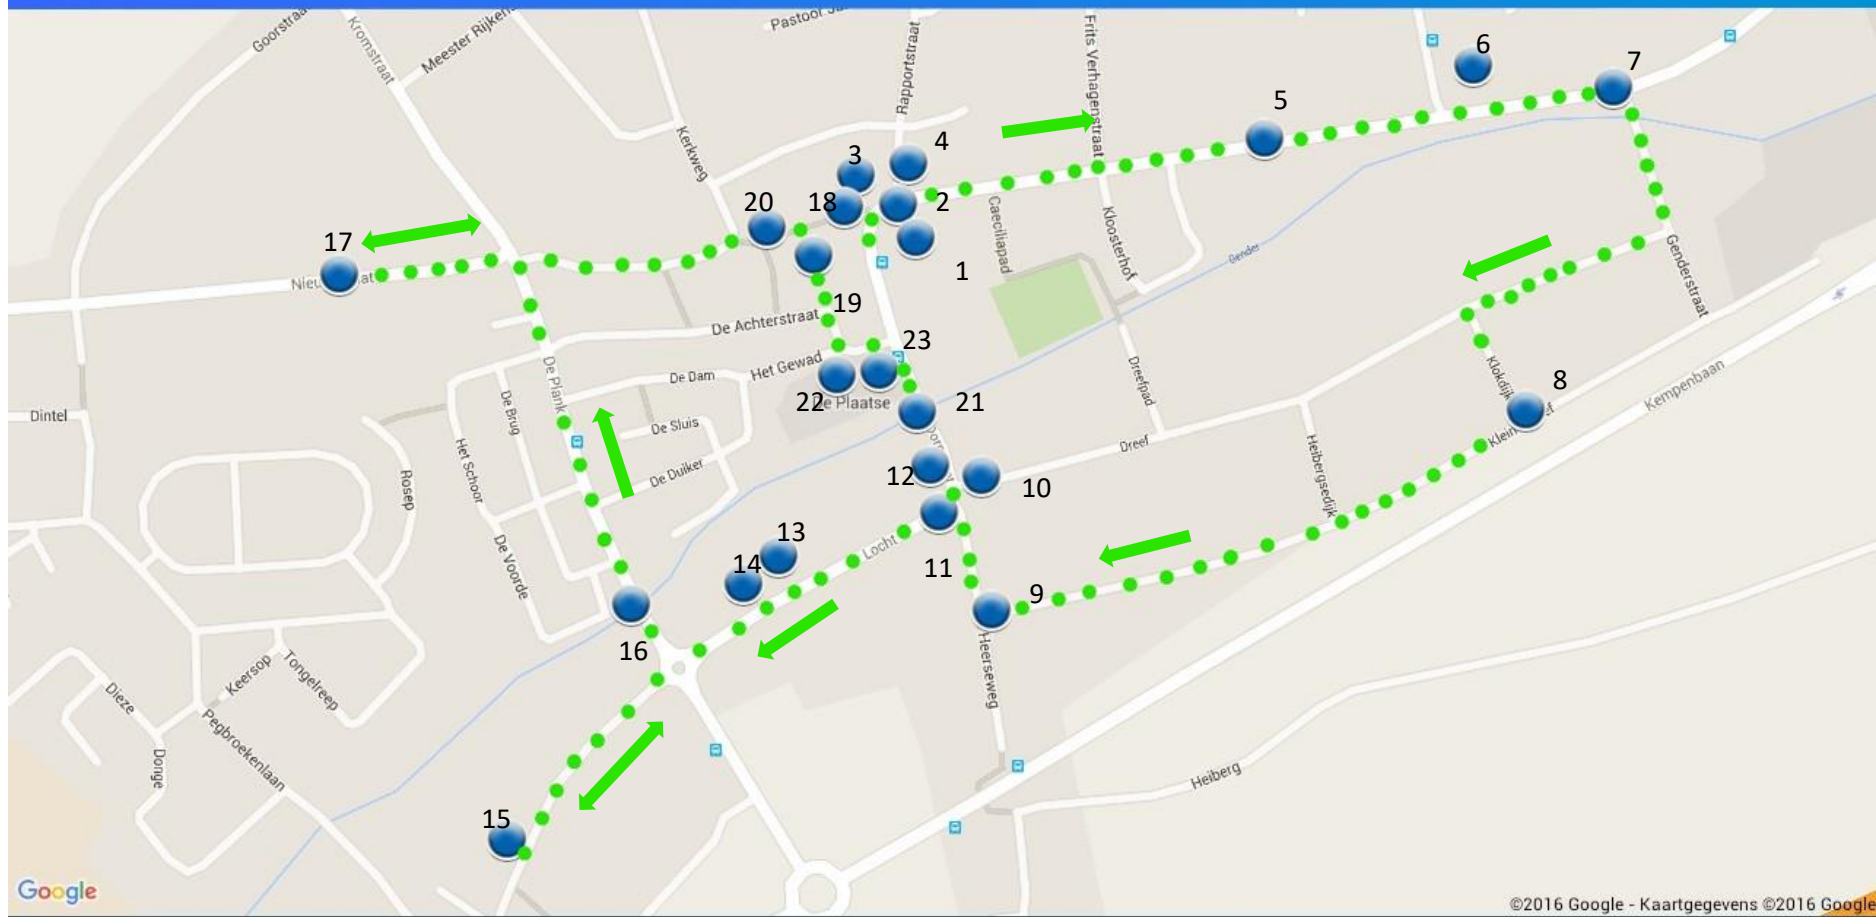 Goorstraa
Kromstraat
Meester Rijken
Pastoor
Rapportstraat
Frits Verhagenstraat
6
7
5
Kerkweg
3
4
20
18
2
17
Caeciliapad
Kloosterhof
Gender
Genderstraat
1
19
De Achterstraat
23
Het Gewad
De Dam
De Plank
De Brug
Dintel
22
De Plaatse
21
Dreefpad
Klokdijk
8
Kempenbaan
De Sluis
De Duiker
Het Schoor
Rosep
12
10
Dreef
Heibergsedijk
13
14
Locht
11
9
De Voorde
16
Heerseweg
Keersop
Tongelreep
Dieze
Pegbroekenlaan
Donge
Heiberg
15
Google
©2016 Google - Kaartgegevens ©2016 Google